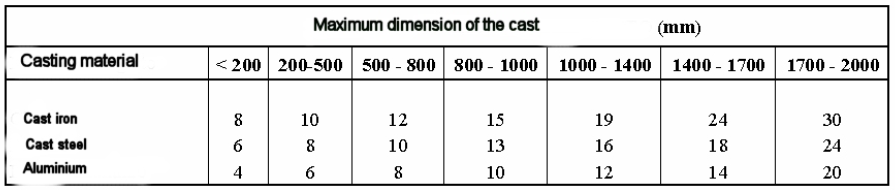 Maximum dimension of the cast (mm)
Casting material < 200 200-500 500 - 800 800 - 1000 1000 - 1400 1400 - 1700 1700 - 2000
Cast iron 8 10 12 15 19 24 30
Cast steel 6 8 10 13 16 18 24
Aluminium 4 6 8 10 12 14 20